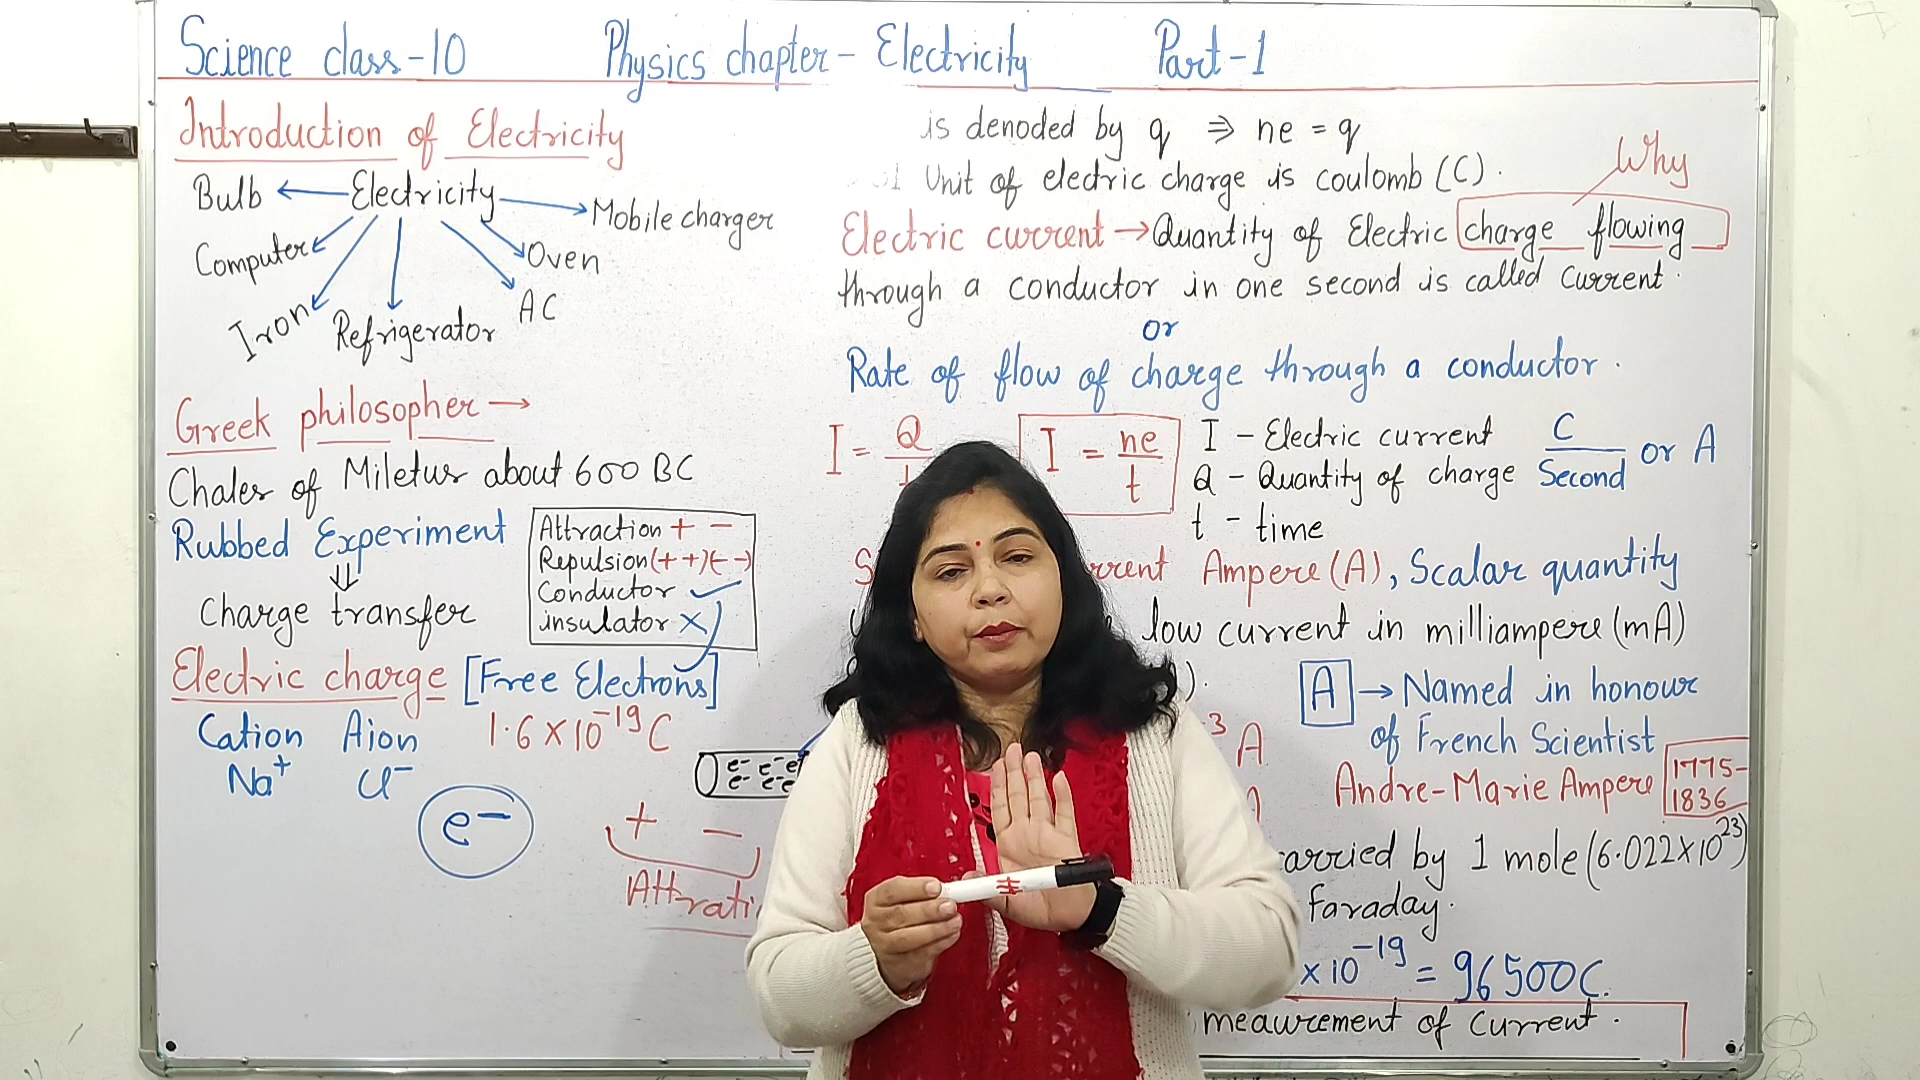 Science class-10 Physics chapter- Electricity Part-1
Introduction of Electricity
Bulb ← Electricity → Mobile charger
Computer
Oven
Iron
Refrigerator
AC
Greek philosopher →
Chales of Miletus about 600 BC
Rubbed Experiment
⇓
Charge transfer
Attraction + -
Repulsion (++)(--)
Conductor ✓
insulator ×
Electric charge [Free Electrons]
Cation Aion 1.6×10⁻¹⁹C
Na⁺ Cl⁻
e⁻
e⁻ e⁻ e⁻
e⁻ e⁻ e⁻
+ -
Attrati
is denoded by q ⇒ ne = q
Unit of electric charge is coulomb (C).
Why
Electric current → Quantity of Electric charge flowing
through a conductor in one second is called Current.
or
Rate of flow of charge through a conductor.
I = Q
I = ne/t
I - Electric current C/Second or A
Q - Quantity of charge
t - time
rrent Ampere (A), Scalar quantity
low current in milliampere (mA)
).
A → Named in honour
of French Scientist
³ A
Andre-Marie Ampere 1775-
1836
carried by 1 mole (6.022×10²³)
faraday.
×10⁻¹⁹ = 96500C.
meawrement of Current.